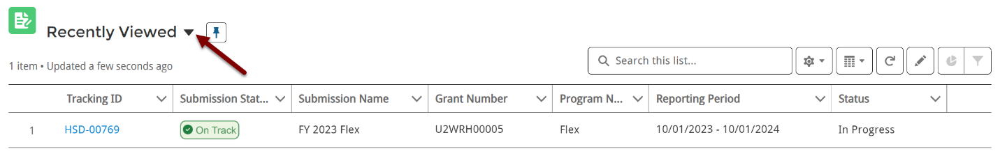 Recently Viewed
1 item • Updated a few seconds ago
Search this list...
Tracking ID Submission Stat... Submission Name Grant Number Program N... Reporting Period Status
1 HSD-00769 On Track FY 2023 Flex U2WRH00005 Flex 10/01/2023 - 10/01/2024 In Progress